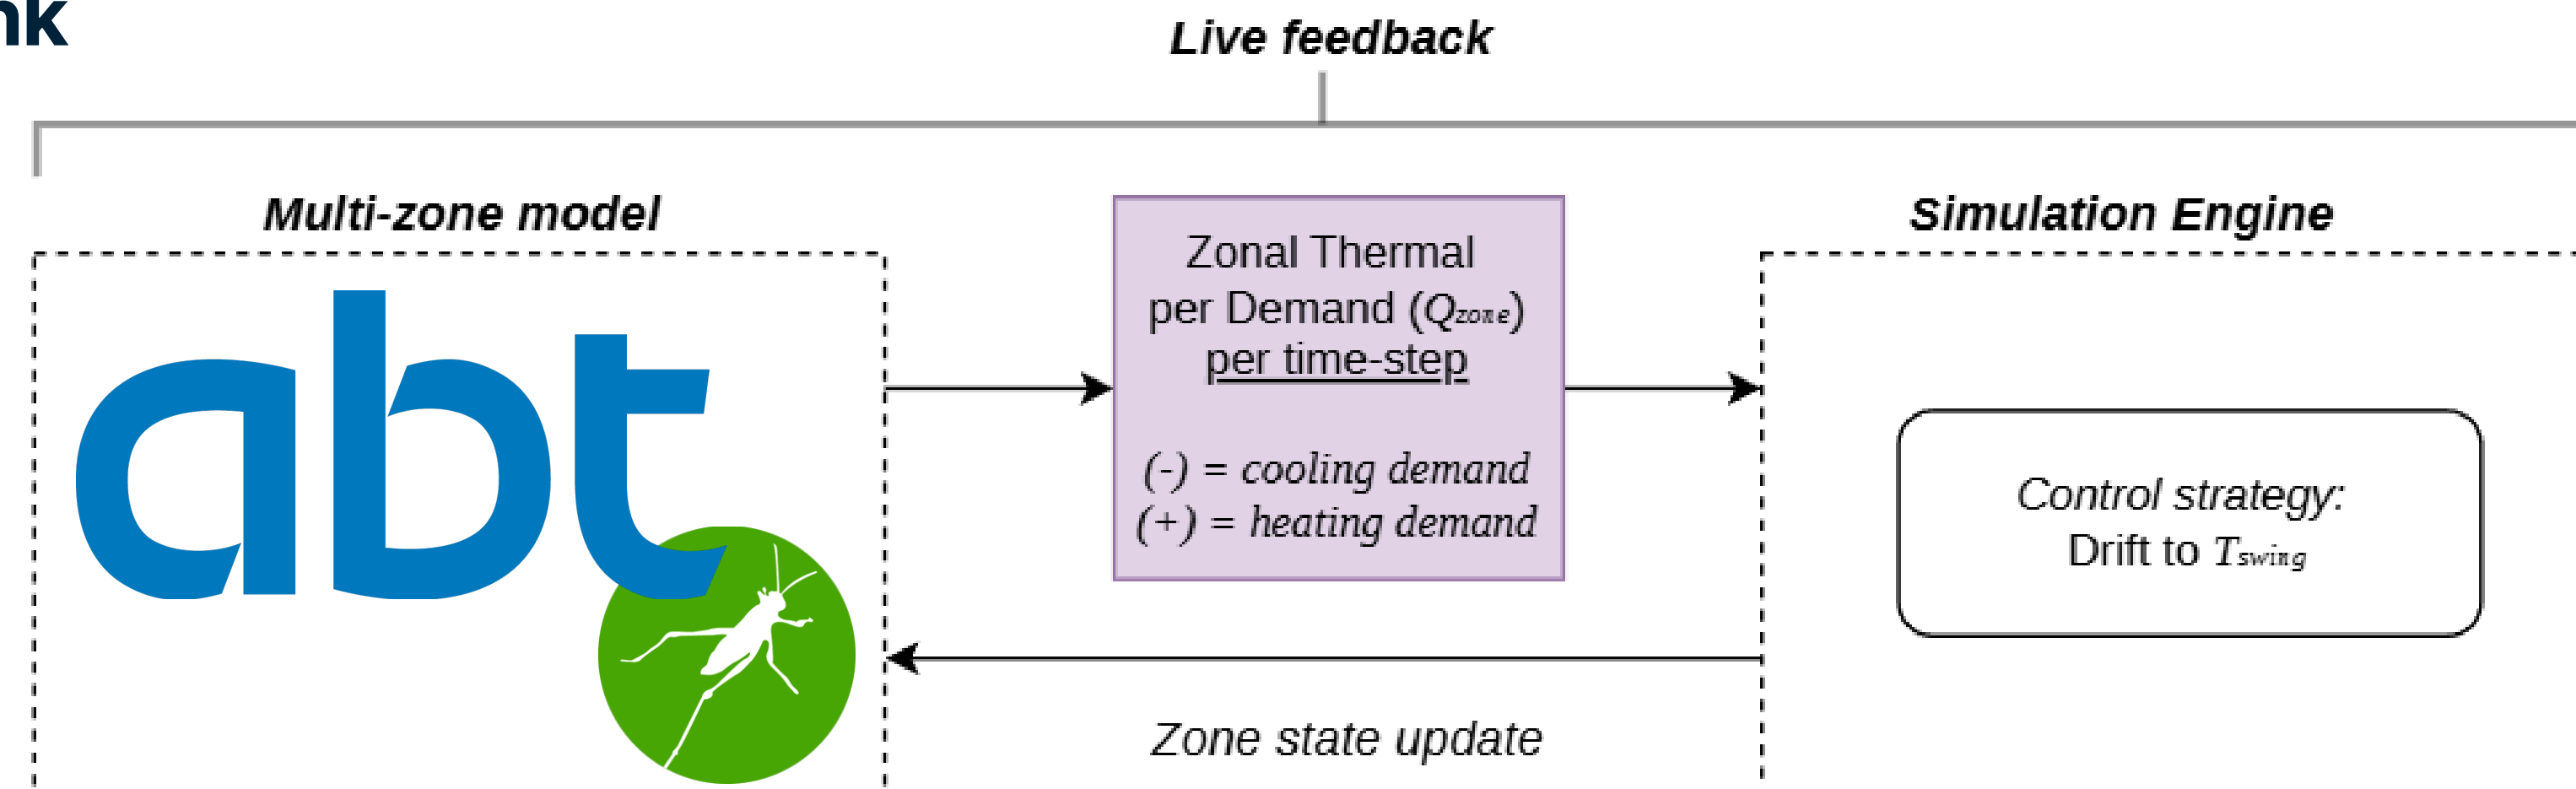 nk
Live feedback
Multi-zone model
Simulation Engine
Zonal Thermal
per Demand (Qzone)
per time-step
(-) = cooling demand
(+) = heating demand
abt
Control strategy:
Drift to Tswing
Zone state update